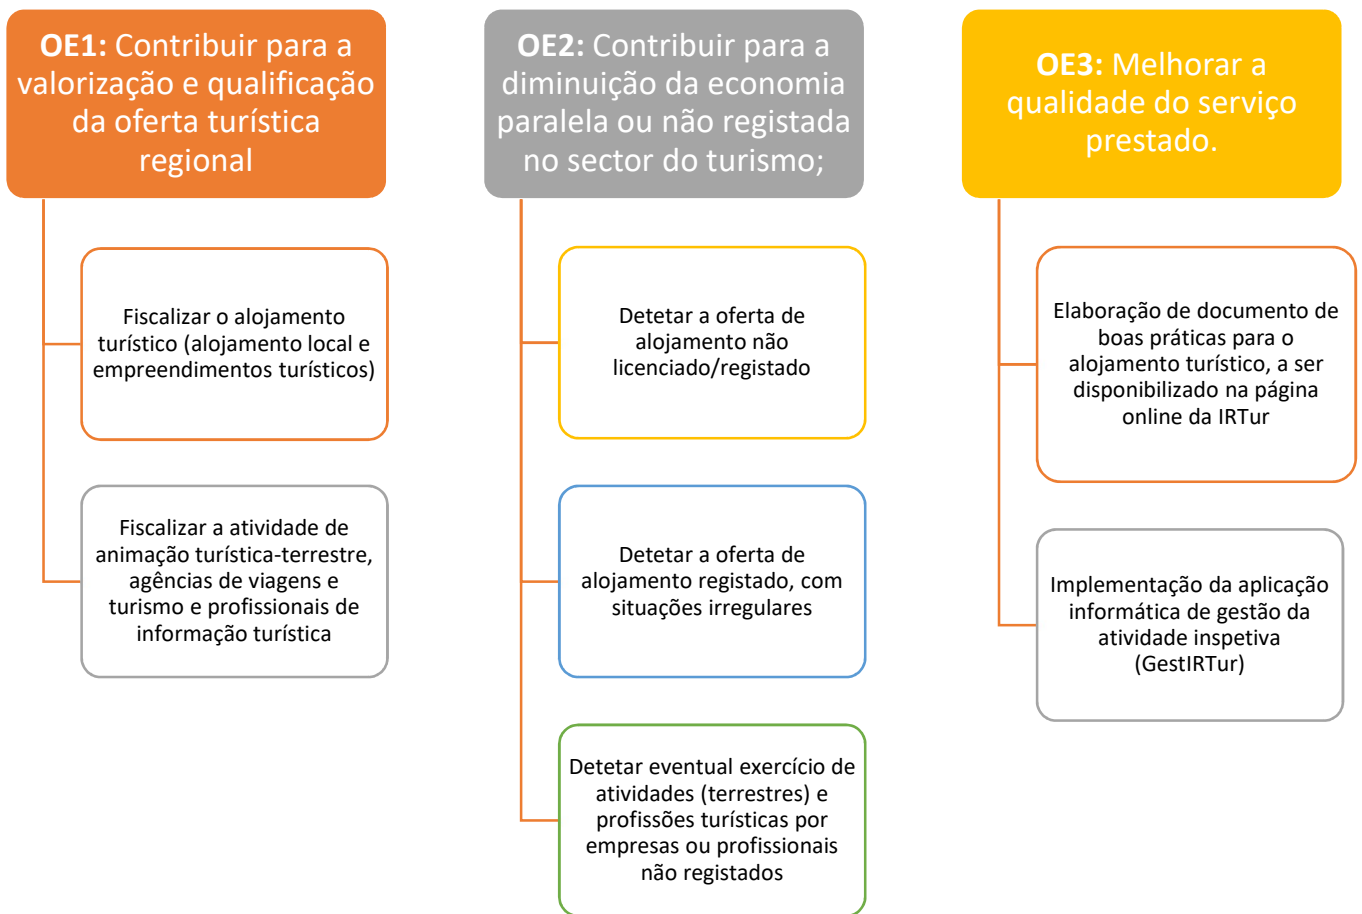 OE1: Contribuir para a
valorização e qualificação
da oferta turística
regional
Fiscalizar o alojamento
turístico (alojamento local e
empreendimentos turísticos)
Fiscalizar a atividade de
animação turística-terrestre,
agências de viagens e
turismo e profissionais de
informação turística
OE2: Contribuir para a
diminuição da economia
paralela ou não registada
no sector do turismo;
Detetar a oferta de
alojamento não
licenciado/registado
Detetar a oferta de
alojamento registado, com
situações irregulares
Detetar eventual exercício de
atividades (terrestres) e
profissões turísticas por
empresas ou profissionais
não registados
OE3: Melhorar a
qualidade do serviço
prestado.
Elaboração de documento de
boas práticas para o
alojamento turístico, a ser
disponibilizado na página
online da IRTur
Implementação da aplicação
informática de gestão da
atividade inspetiva
(GestIRTur)